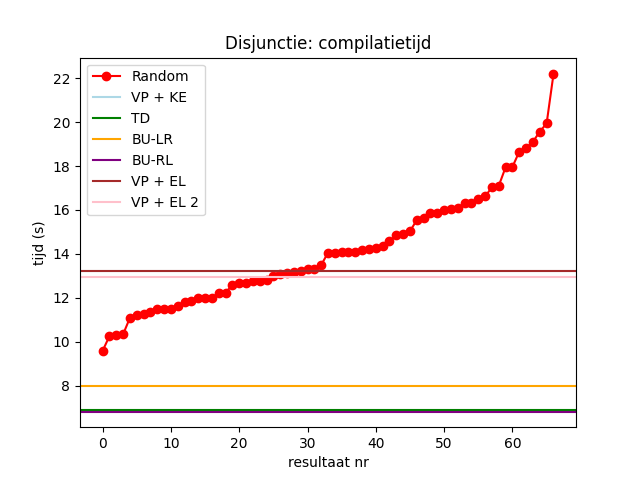 Disjunctie: compilatietijd
Random
VP + KE
TD
BU-LR
BU-RL
VP + EL
VP + EL 2
22
20
18
16
14
12
10
8
tijd (s)
0 10 20 30 40 50 60
resultaat nr